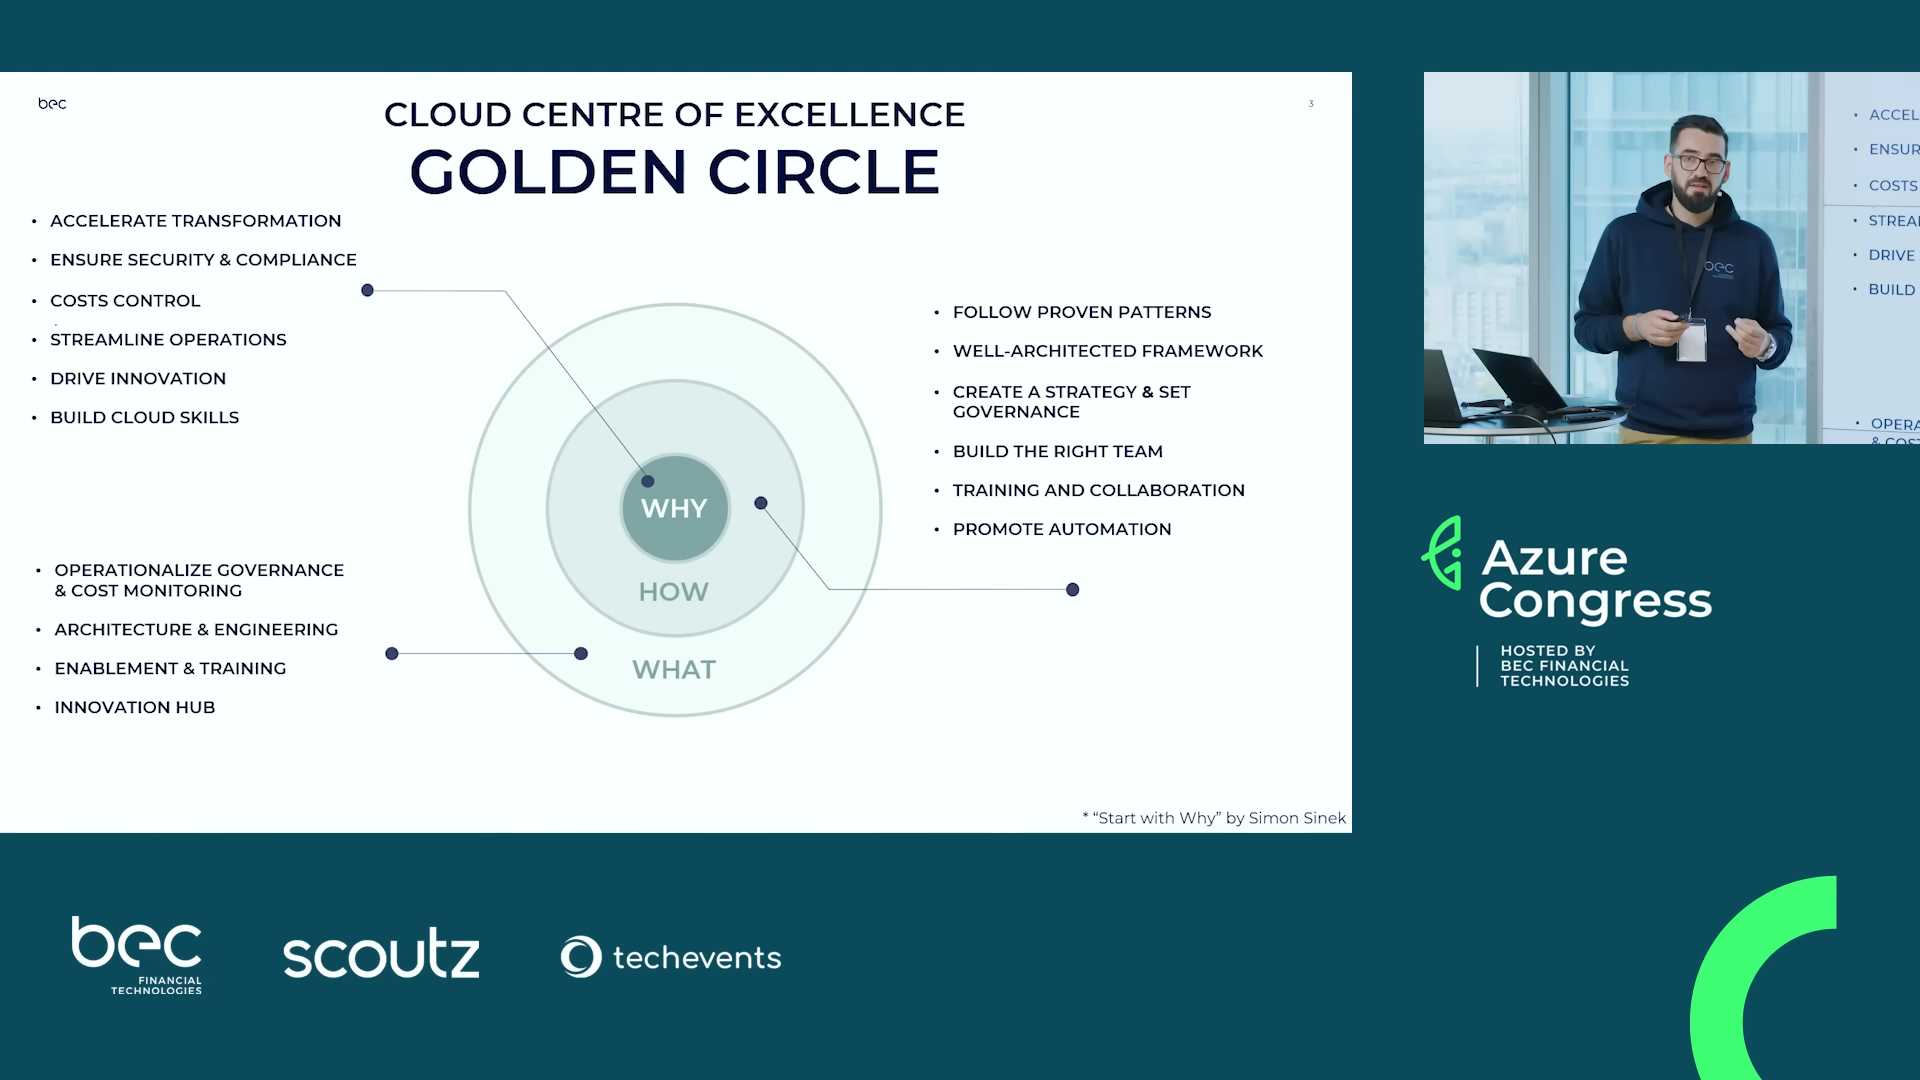 bec
3
CLOUD CENTRE OF EXCELLENCE
GOLDEN CIRCLE
• ACCELERATE TRANSFORMATION
• ENSURE SECURITY & COMPLIANCE
• COSTS CONTROL
• STREAMLINE OPERATIONS
• DRIVE INNOVATION
• BUILD CLOUD SKILLS
• FOLLOW PROVEN PATTERNS
• WELL-ARCHITECTED FRAMEWORK
• CREATE A STRATEGY & SET
GOVERNANCE
• BUILD THE RIGHT TEAM
• TRAINING AND COLLABORATION
• PROMOTE AUTOMATION
WHY
HOW
WHAT
• OPERATIONALIZE GOVERNANCE
& COST MONITORING
• ARCHITECTURE & ENGINEERING
• ENABLEMENT & TRAINING
• INNOVATION HUB
* “Start with Why” by Simon Sinek
• ACCEL
• ENSUR
• COSTS
• STREA
• DRIVE
• BUILD
• OPERA
& COST
bec
Azure
Congress
HOSTED BY
BEC FINANCIAL
TECHNOLOGIES
bec
FINANCIAL
TECHNOLOGIES
scoutz
techevents